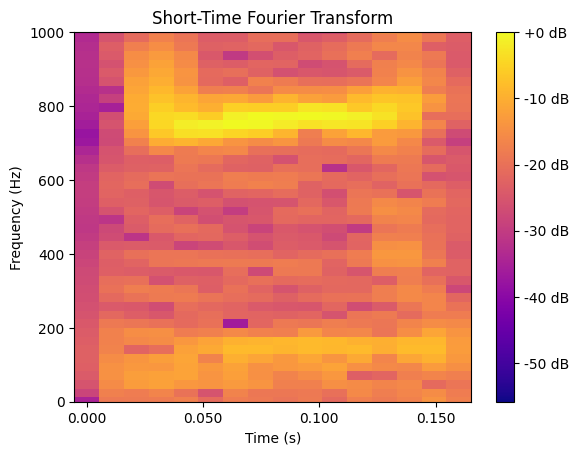 Short-Time Fourier Transform
1000
800
600
400
200
0
Frequency (Hz)
0.000
0.050
0.100
0.150
Time (s)
+0 dB
-10 dB
-20 dB
-30 dB
-40 dB
-50 dB